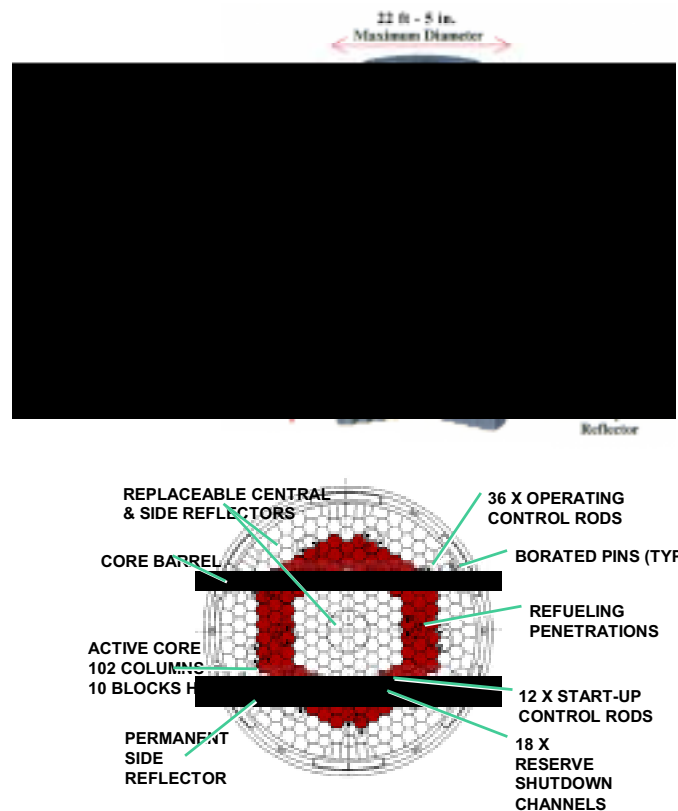 22 ft - 5 in.
Maximum Diameter
Reflector
REPLACEABLE CENTRAL
& SIDE REFLECTORS
36 X OPERATING
CONTROL RODS
CORE BARREL
BORATED PINS (TYP
REFUELING
PENETRATIONS
ACTIVE CORE
102 COLUMNS
10 BLOCKS H
12 X START-UP
CONTROL RODS
PERMANENT
SIDE
REFLECTOR
18 X
RESERVE
SHUTDOWN
CHANNELS